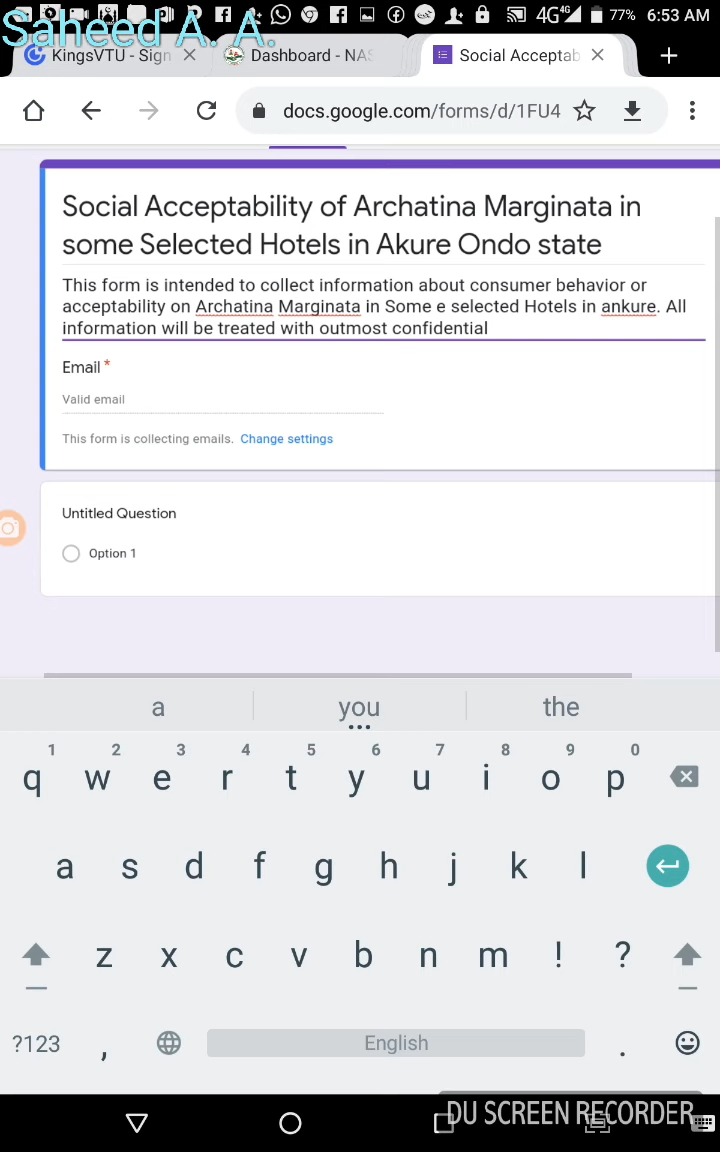 4G 4G 77% 6:53 AM
Saheed A. A.
KingsVTU - Sign
Dashboard - NAS
Social Acceptab
docs.google.com/forms/d/1FU4
Social Acceptability of Archatina Marginata in
some Selected Hotels in Akure Ondo state
This form is intended to collect information about consumer behavior or
acceptability on Archatina Marginata in Some e selected Hotels in ankure. All
information will be treated with outmost confidential
Email *
Valid email
This form is collecting emails. Change settings
Untitled Question
Option 1
a you the
1 2 3 4 5 6 7 8 9 0
q w e r t y u i o p
a s d f g h j k l
z x c v b n m ! ?
?123 , English .
DU SCREEN RECORDER